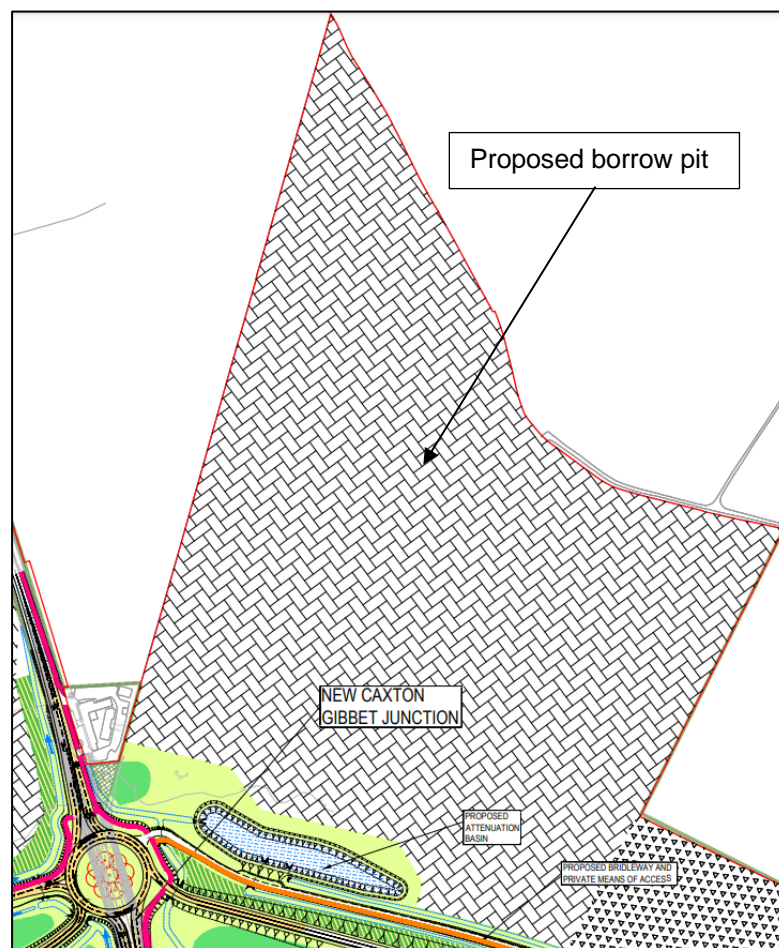 Proposed borrow pit
NEW CAXTON
GIBBET JUNCTION
PROPOSED
ATTENUATION
BASIN
PROPOSED BRIDLEWAY AND
PRIVATE MEANS OF ACCESS